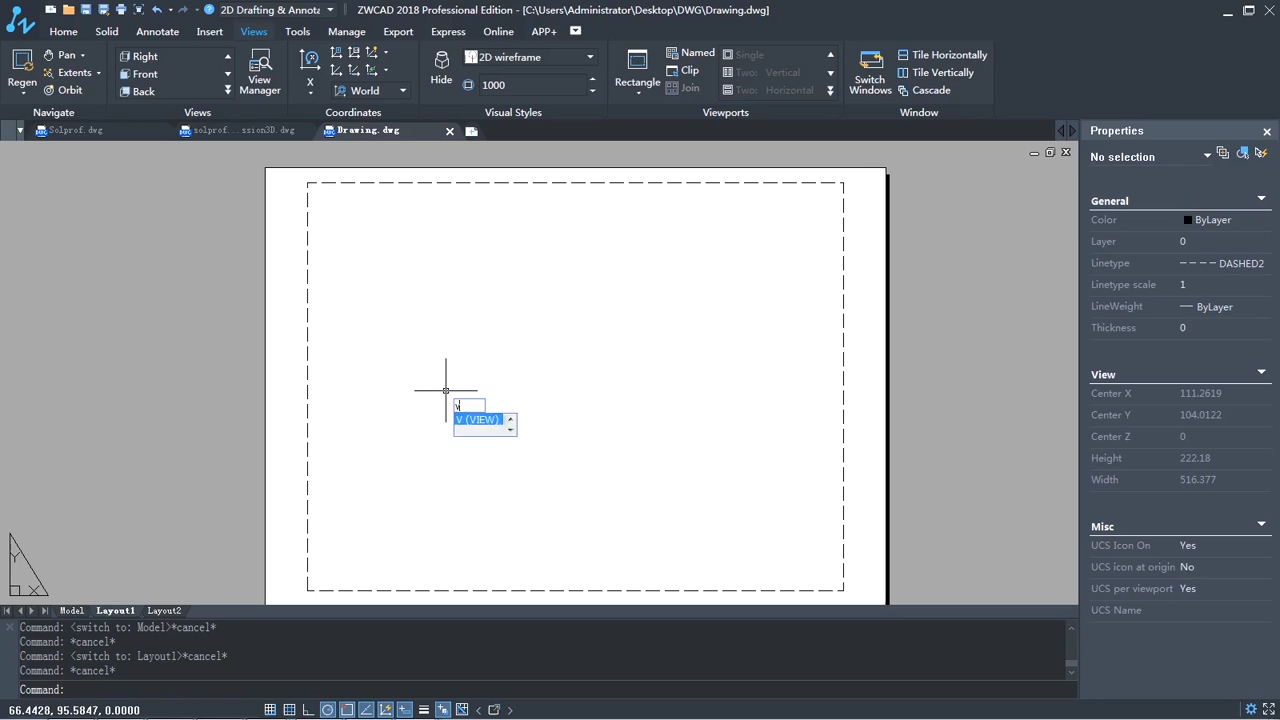 2D Drafting & Annota
ZWCAD 2018 Professional Edition - [C:\Users\Administrator\Desktop\DWG\Drawing.dwg]
Home Solid Annotate Insert Views Tools Manage Export Express Online APP+
Regen
Pan
Extents
Orbit
Navigate
Right
Front
Back
View
Manager
Views
X
World
Coordinates
Hide
2D wireframe
1000
Visual Styles
Rectangle
Named
Clip
Join
Single
Two: Vertical
Two: Horizontal
Viewports
Switch
Windows
Tile Horizontally
Tile Vertically
Cascade
Window
Solprof.dwg
solprof...ssion3D.dwg
Drawing.dwg
V
V (VIEW)
Y
X
Properties
No selection
General
Color ByLayer
Layer 0
Linetype DASHED2
Linetype scale 1
LineWeight ByLayer
Thickness 0
View
Center X 111.2619
Center Y 104.0122
Center Z 0
Height 222.18
Width 516.377
Misc
UCS Icon On Yes
UCS icon at origin No
UCS per viewport Yes
UCS Name
Model Layout1 Layout2
Command: <switch to: Model>*cancel*
Command: *cancel*
Command: <switch to: Layout1>*cancel*
Command: *cancel*
Command:
66.4428, 95.5847, 0.0000